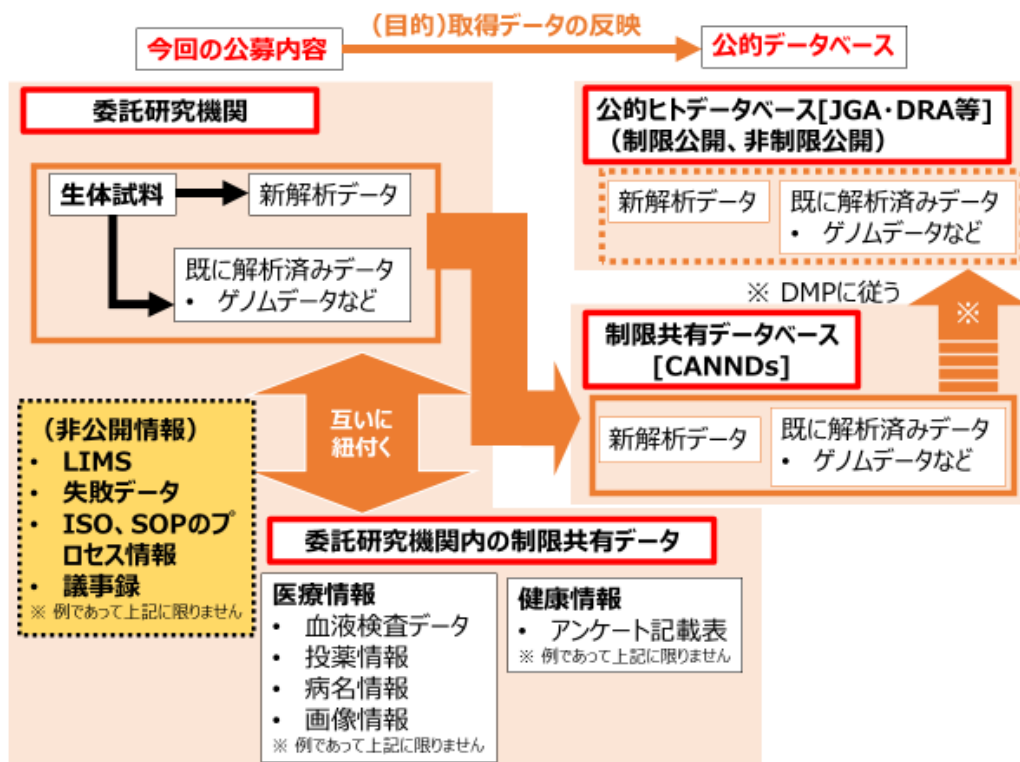 (目的)取得データの反映
今回の公募内容
公的データベース
委託研究機関
生体試料
新解析データ
既に解析済みデータ
• ゲノムデータなど
公的ヒトデータベース[JGA・DRA等]
(制限公開、非制限公開)
新解析データ
既に解析済みデータ
• ゲノムデータなど
※ DMPに従う
※
制限共有データベース
[CANNDs]
新解析データ
既に解析済みデータ
• ゲノムデータなど
互いに
紐付く
(非公開情報)
• LIMS
• 失敗データ
• ISO、SOPのプ
ロセス情報
• 議事録
※ 例であって上記に限りません
委託研究機関内の制限共有データ
医療情報
• 血液検査データ
• 投薬情報
• 病名情報
• 画像情報
※ 例であって上記に限りません
健康情報
• アンケート記載表
※ 例であって上記に限りません